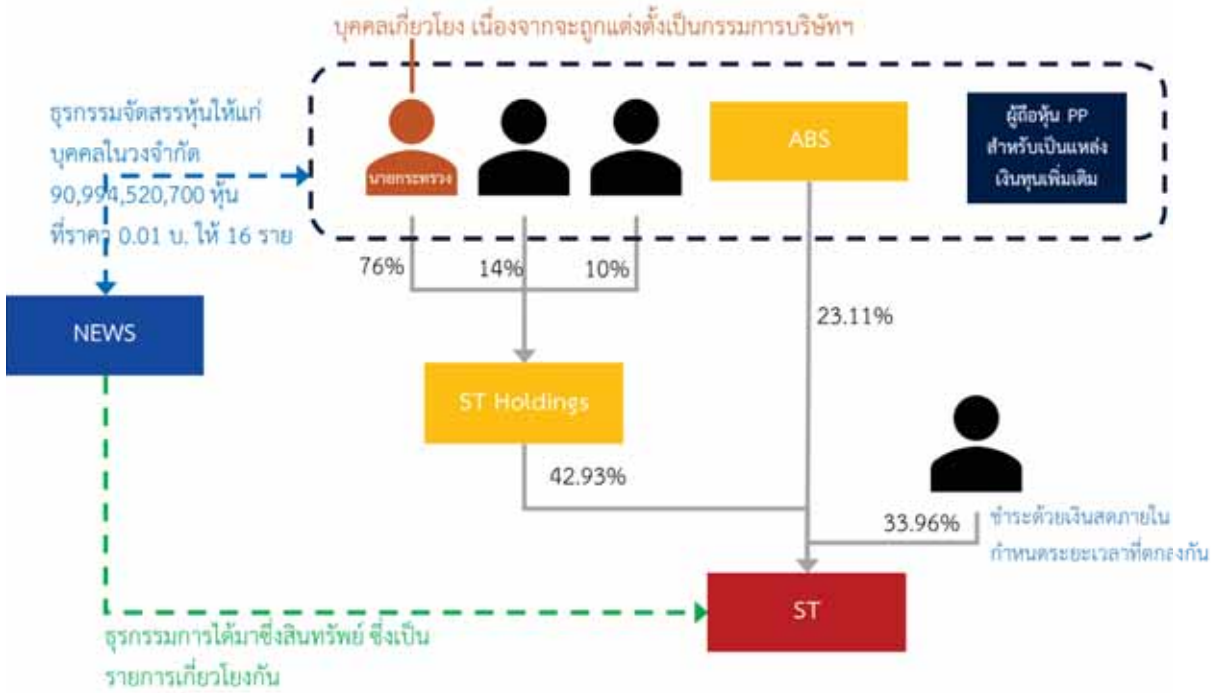 บุคคลเกี่ยวโยง เนื่องจากจะถูกแต่งตั้งเป็นกรรมการบริษัทฯ
ธุรกรรมจัดสรรหุ้นให้แก่
บุคคลในวงจำกัด
90,994,520,700 หุ้น
ที่ราคา 0.01 บ. ให้ 16 ราย
นายกระทรวง
ABS
ผู้ถือหุ้น PP
สำหรับเป็นแหล่ง
เงินทุนเพิ่มเติม
76%
14%
10%
NEWS
23.11%
ST Holdings
42.93%
33.96%
ชำระด้วยเงินสดภายใน
กำหนดระยะเวลาที่ตกลงกัน
ST
ธุรกรรมการได้มาซึ่งสินทรัพย์ ซึ่งเป็น
รายการเกี่ยวโยงกัน